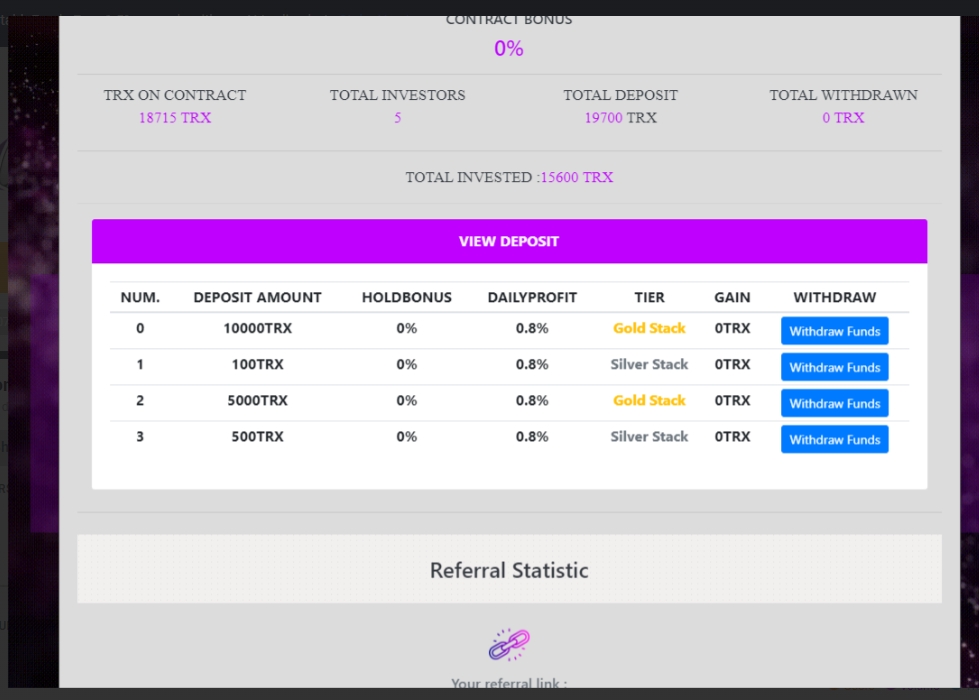 CONTRACT BONUS
0%
TRX ON CONTRACT TOTAL INVESTORS TOTAL DEPOSIT TOTAL WITHDRAWN
18715 TRX 5 19700 TRX 0 TRX
TOTAL INVESTED :15600 TRX
VIEW DEPOSIT
NUM. DEPOSIT AMOUNT HOLDBONUS DAILYPROFIT TIER GAIN WITHDRAW
0 10000TRX 0% 0.8% Gold Stack 0TRX Withdraw Funds
1 100TRX 0% 0.8% Silver Stack 0TRX Withdraw Funds
2 5000TRX 0% 0.8% Gold Stack 0TRX Withdraw Funds
3 500TRX 0% 0.8% Silver Stack 0TRX Withdraw Funds
Referral Statistic
Your referral link :